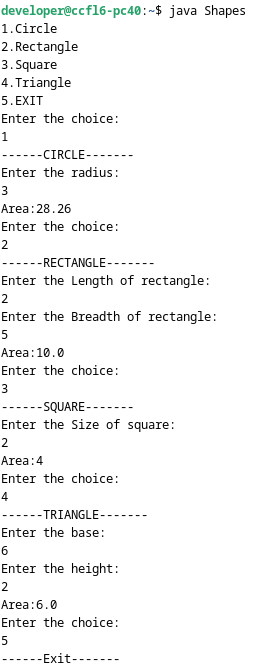 developer@ccfl6-pc40:~$ java Shapes
1.Circle
2.Rectangle
3.Square
4.Triangle
5.EXIT
Enter the choice:
1
------CIRCLE-------
Enter the radius:
3
Area:28.26
Enter the choice:
2
------RECTANGLE-------
Enter the Length of rectangle:
2
Enter the Breadth of rectangle:
5
Area:10.0
Enter the choice:
3
------SQUARE-------
Enter the Size of square:
2
Area:4
Enter the choice:
4
------TRIANGLE-------
Enter the base:
6
Enter the height:
2
Area:6.0
Enter the choice:
5
------Exit-------